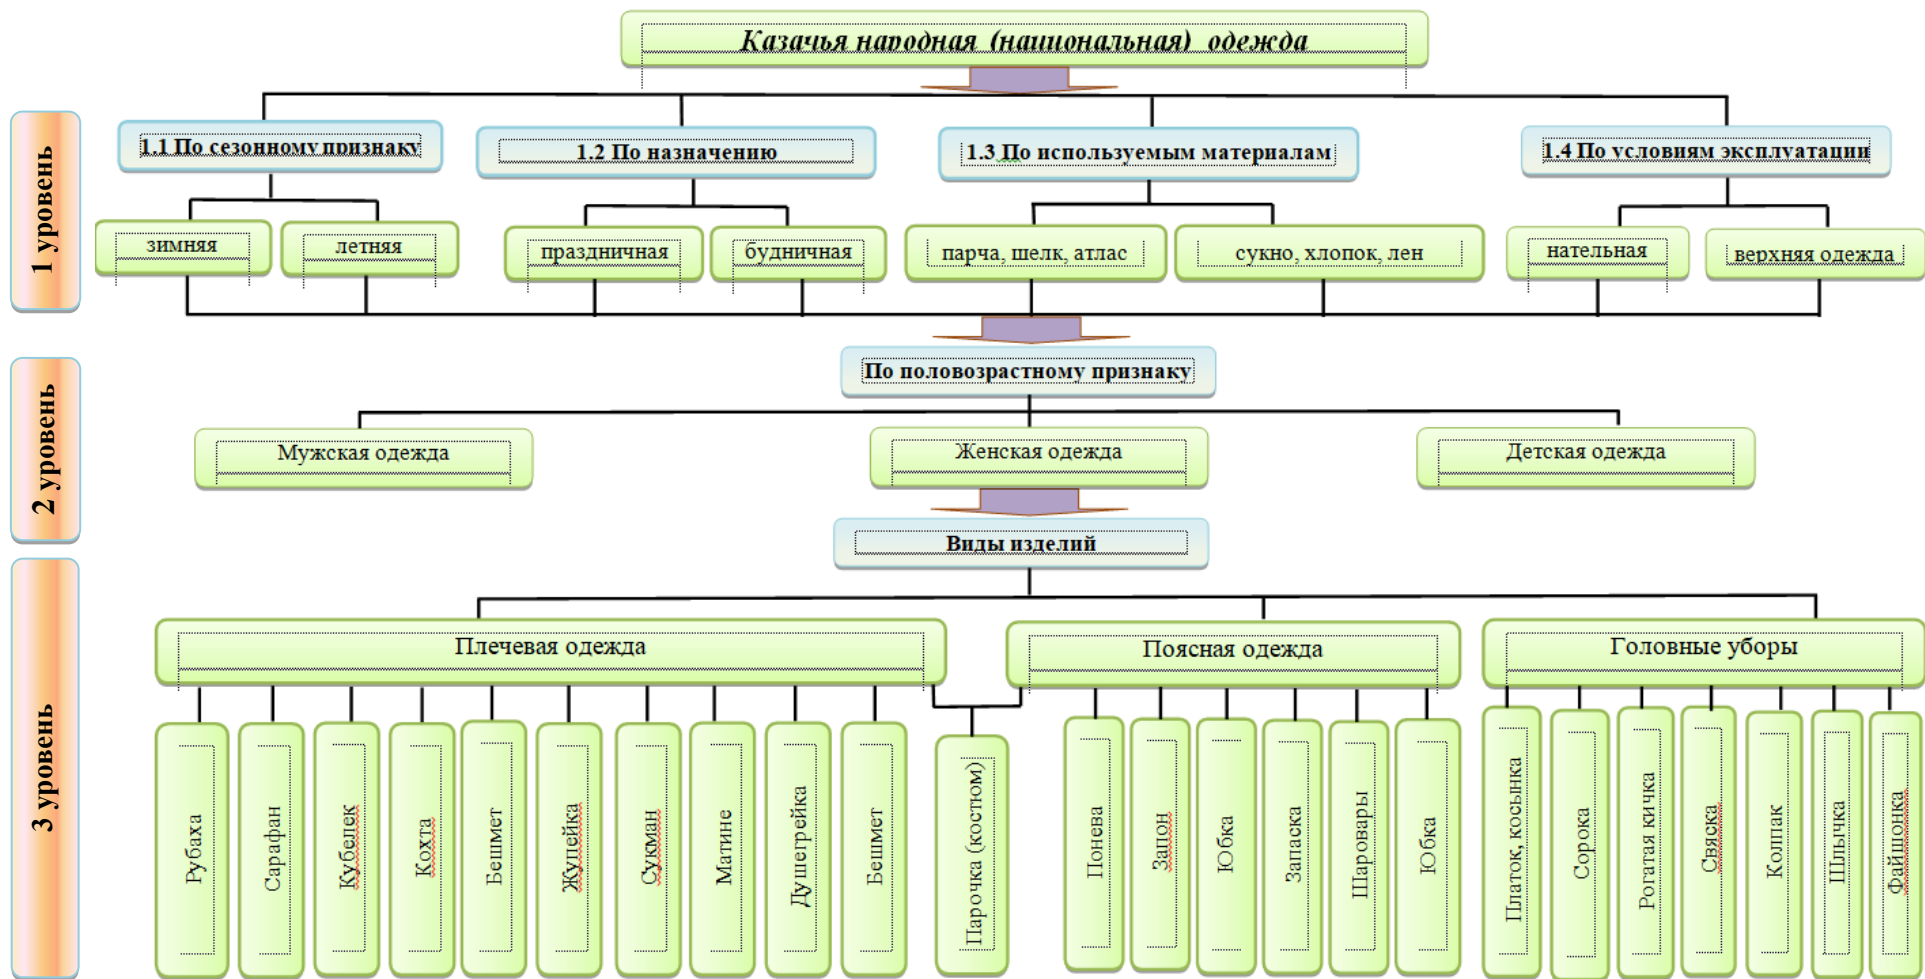 Казачья народная (национальная) одежда
1 уровень
1.1 По сезонному признаку
1.2 По назначению
1.3 По используемым материалам
1.4 По условиям эксплуатации
зимняя
летняя
праздничная
будничная
парча, шелк, атлас
сукно, хлопок, лен
нательная
верхняя одежда
2 уровень
По половозрастному признаку
Мужская одежда
Женская одежда
Детская одежда
3 уровень
Виды изделий
Плечевая одежда
Поясная одежда
Головные уборы
Рубаха
Сарафан
Кубелек
Кохта
Бешмет
Жупейка
Сукман
Матине
Душегрейка
Бешмет
Парочка (костюм)
Понева
Запон
Юбка
Запаска
Шаровары
Юбка
Платок, косынка
Сорока
Рогатая кичка
Связка
Колпак
Шлычка
Файшонка